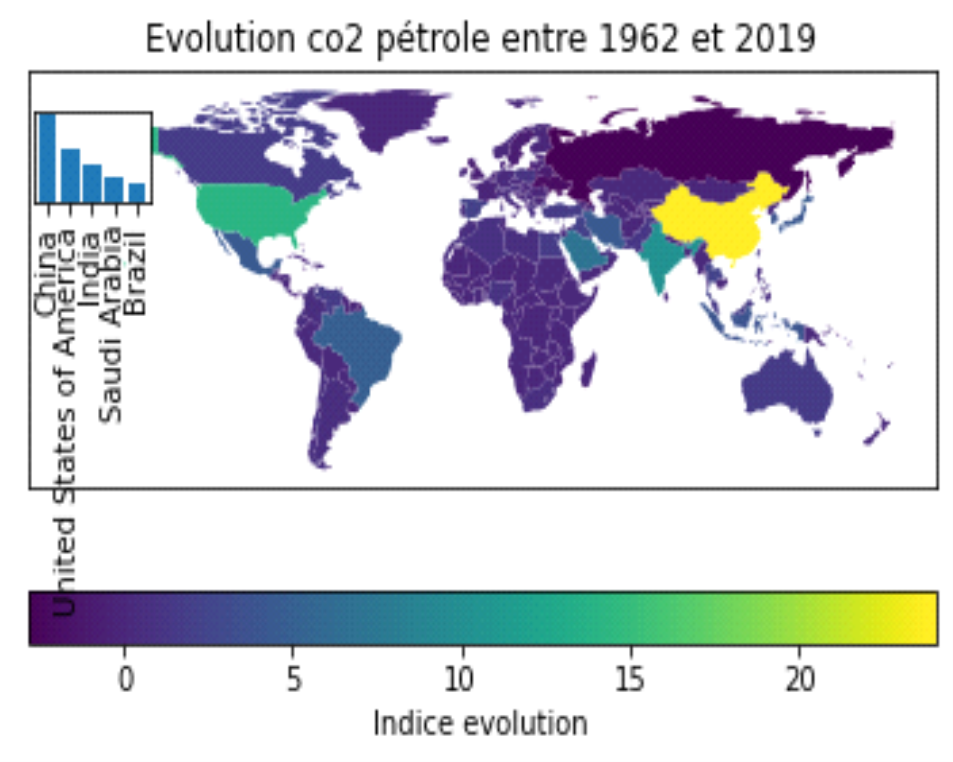 Evolution co2 pétrole entre 1962 et 2019
China
United States of America
India
Saudi Arabia
Brazil
0 5 10 15 20
Indice evolution